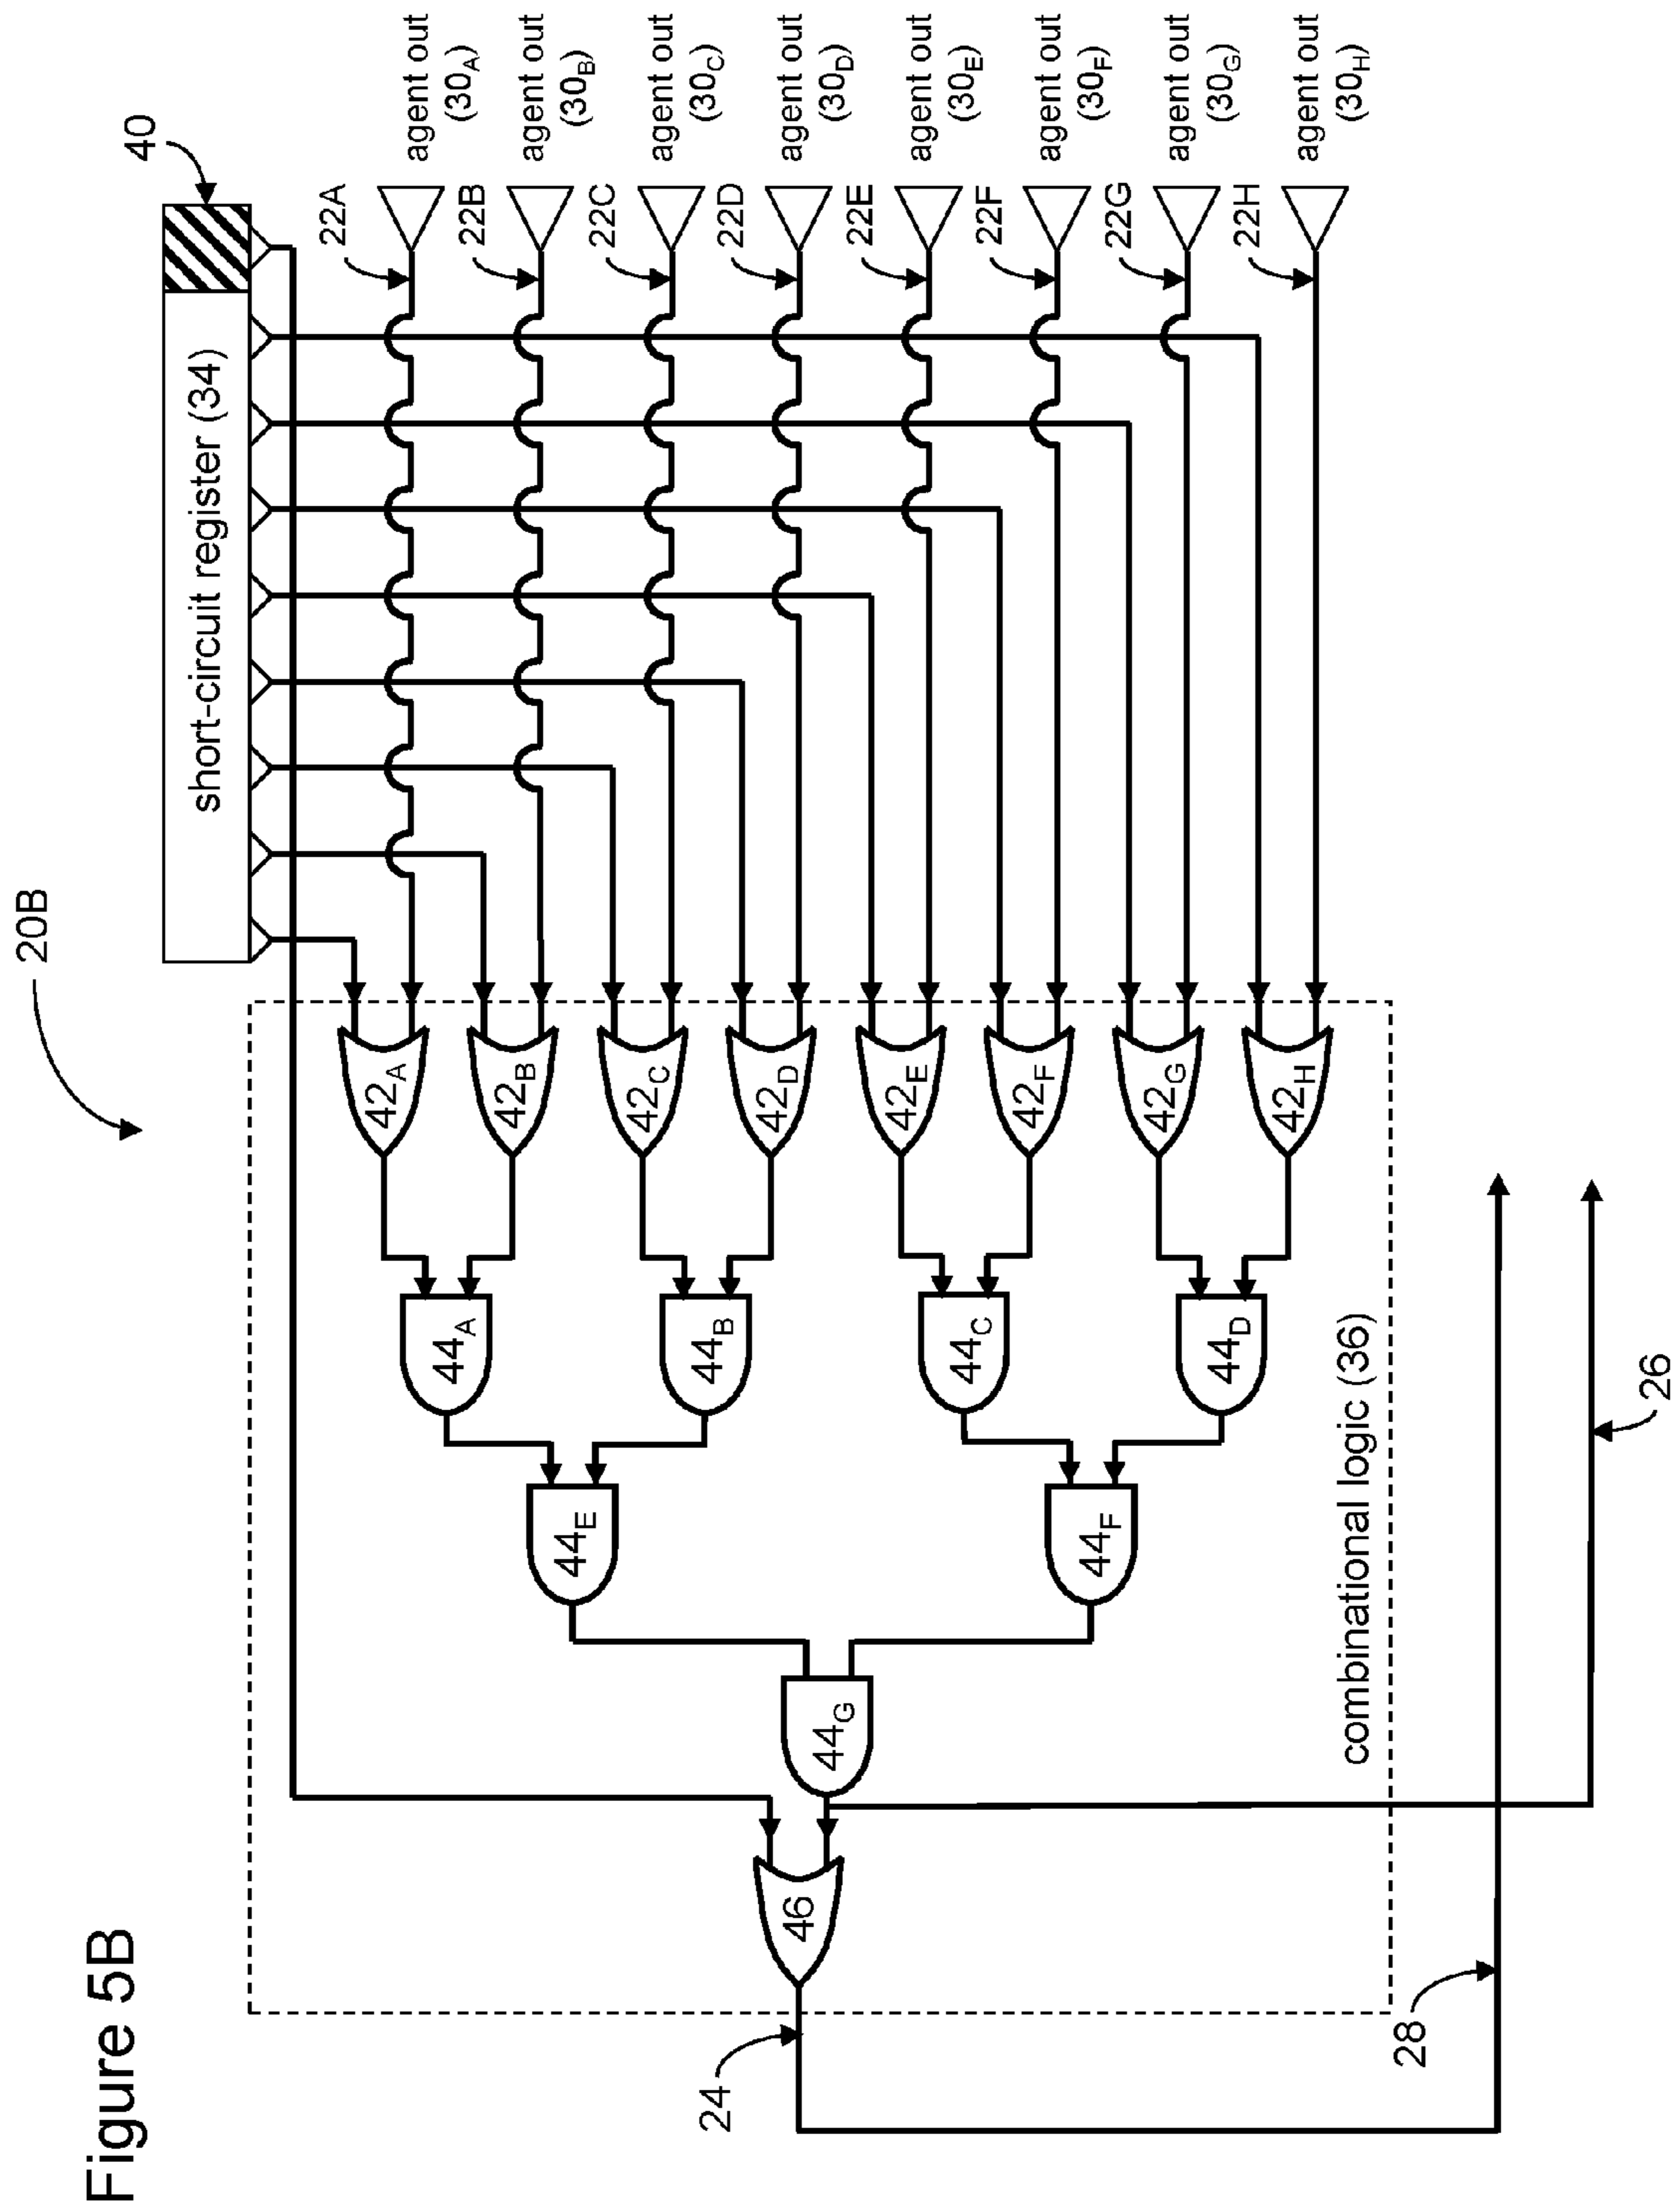 Figure 5B
20B
40
short-circuit register (34)
22A
agent out
(30A)
22B
agent out
(30B)
22C
agent out
(30C)
22D
agent out
(30D)
22E
agent out
(30E)
22F
agent out
(30F)
22G
agent out
(30G)
22H
agent out
(30H)
42A
42B
42C
42D
42E
42F
42G
42H
44A
44B
44C
44D
44E
44F
44G
46
combinational logic (36)
24
28
26